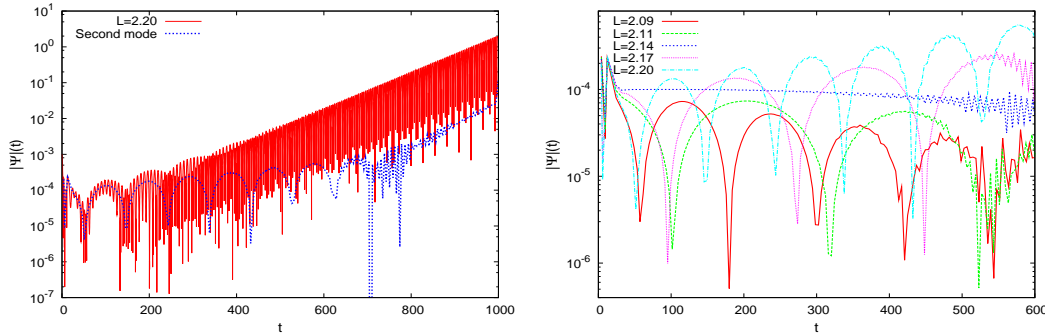 |Ψ|(t)
10^1
10^0
10^-1
10^-2
10^-3
10^-4
10^-5
10^-6
10^-7
L=2.20
Second mode
0 200 400 600 800 1000
t
|Ψ|(t)
10^-4
10^-5
10^-6
L=2.09
L=2.11
L=2.14
L=2.17
L=2.20
0 100 200 300 400 500 600
t